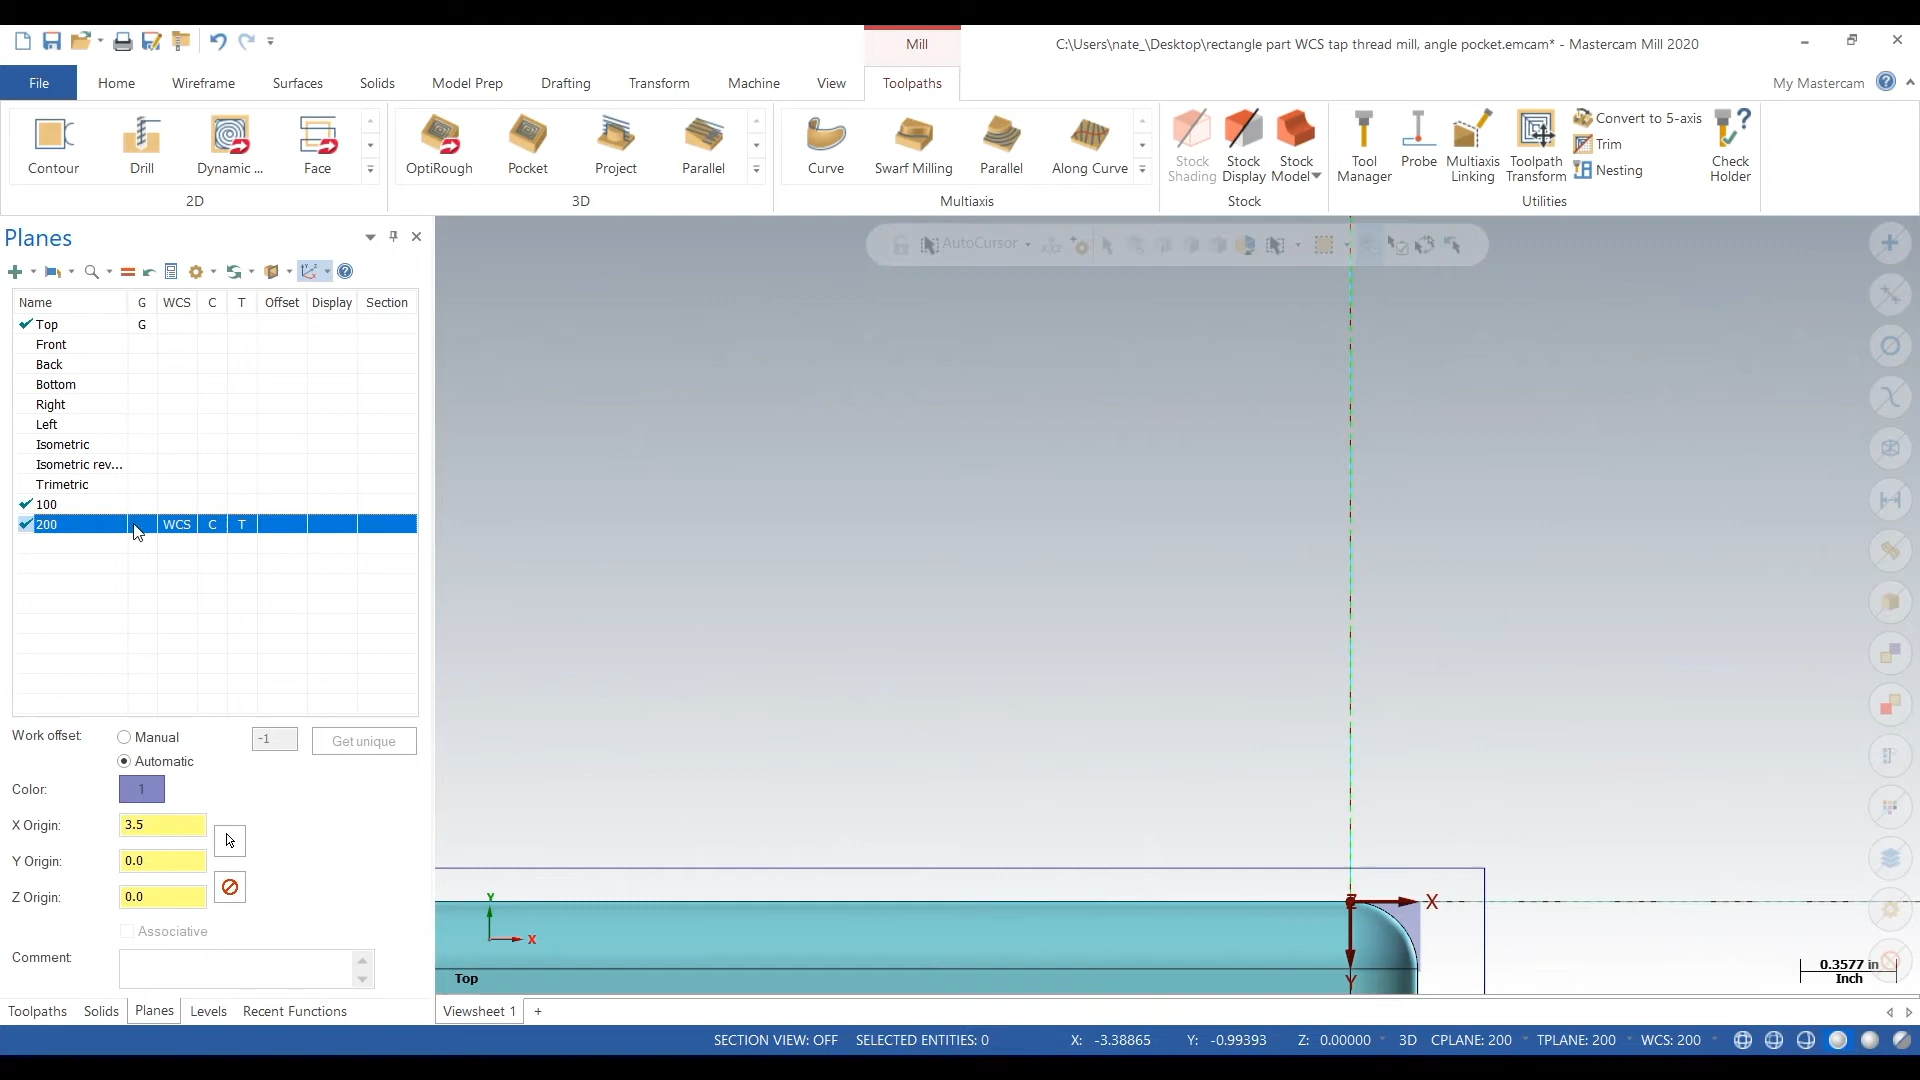 Mill
C:\Users\nate_\Desktop\rectangle part WCS tap thread mill, angle pocket.emcam* - Mastercam Mill 2020
File Home Wireframe Surfaces Solids Model Prep Drafting Transform Machine View Toolpaths My Mastercam
Contour Drill Dynamic ... Face
2D
OptiRough Pocket Project Parallel
3D
Curve Swarf Milling Parallel Along Curve
Multiaxis
Stock Shading
Stock Display
Stock Model
Stock
Tool Manager
Probe
Multiaxis Linking
Toolpath Transform
Convert to 5-axis
Trim
Nesting
Check Holder
Utilities
Planes
AutoCursor
Name G WCS C T Offset Display Section
Top G
Front
Back
Bottom
Right
Left
Isometric
Isometric rev...
Trimetric
100
200 WCS C T
Work offset: Manual -1 Get unique
Automatic
Color: 1
X Origin: 3.5
Y Origin: 0.0
Z Origin: 0.0
Associative
Comment:
Y
X
Top
Z
X
Y
0.3577 in
Inch
Toolpaths Solids Planes Levels Recent Functions
Viewsheet 1 +
SECTION VIEW: OFF SELECTED ENTITIES: 0 X: -3.38865 Y: -0.99393 Z: 0.00000 3D CPLANE: 200 TPLANE: 200 WCS: 200